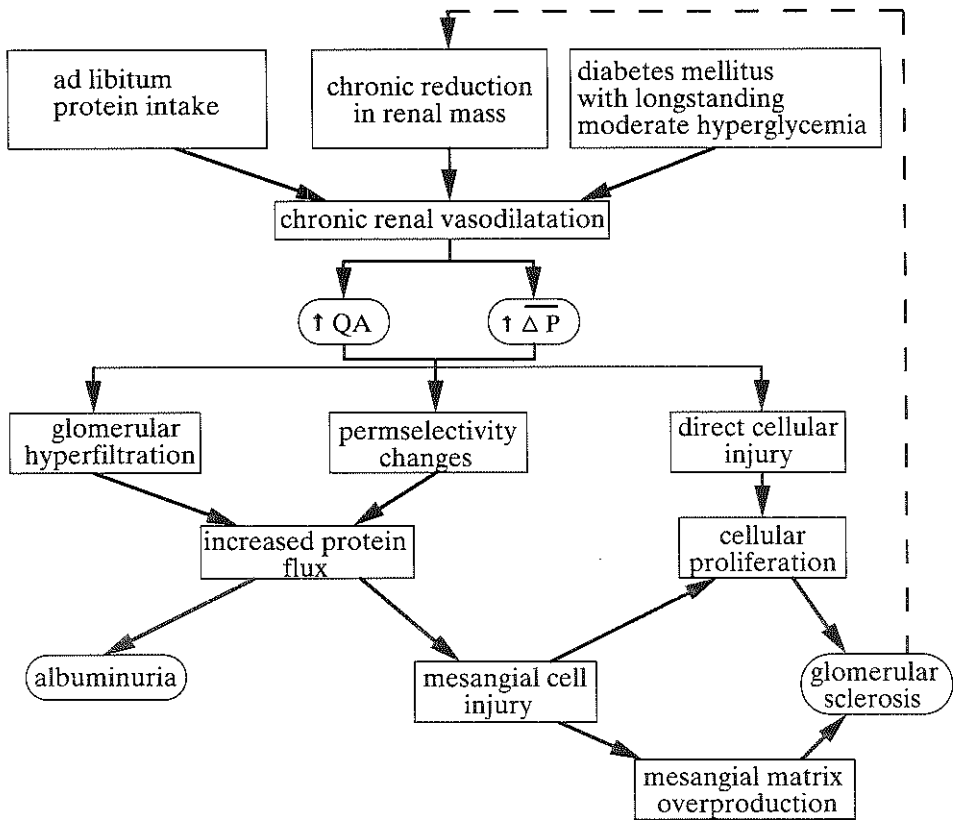 ad libitum
protein intake
chronic reduction
in renal mass
diabetes mellitus
with longstanding
moderate hyperglycemia
chronic renal vasodilatation
↑ QA
↑ Δ P̅
glomerular
hyperfiltration
permselectivity
changes
direct cellular
injury
increased protein
flux
cellular
proliferation
albuminuria
mesangial cell
injury
glomerular
sclerosis
mesangial matrix
overproduction